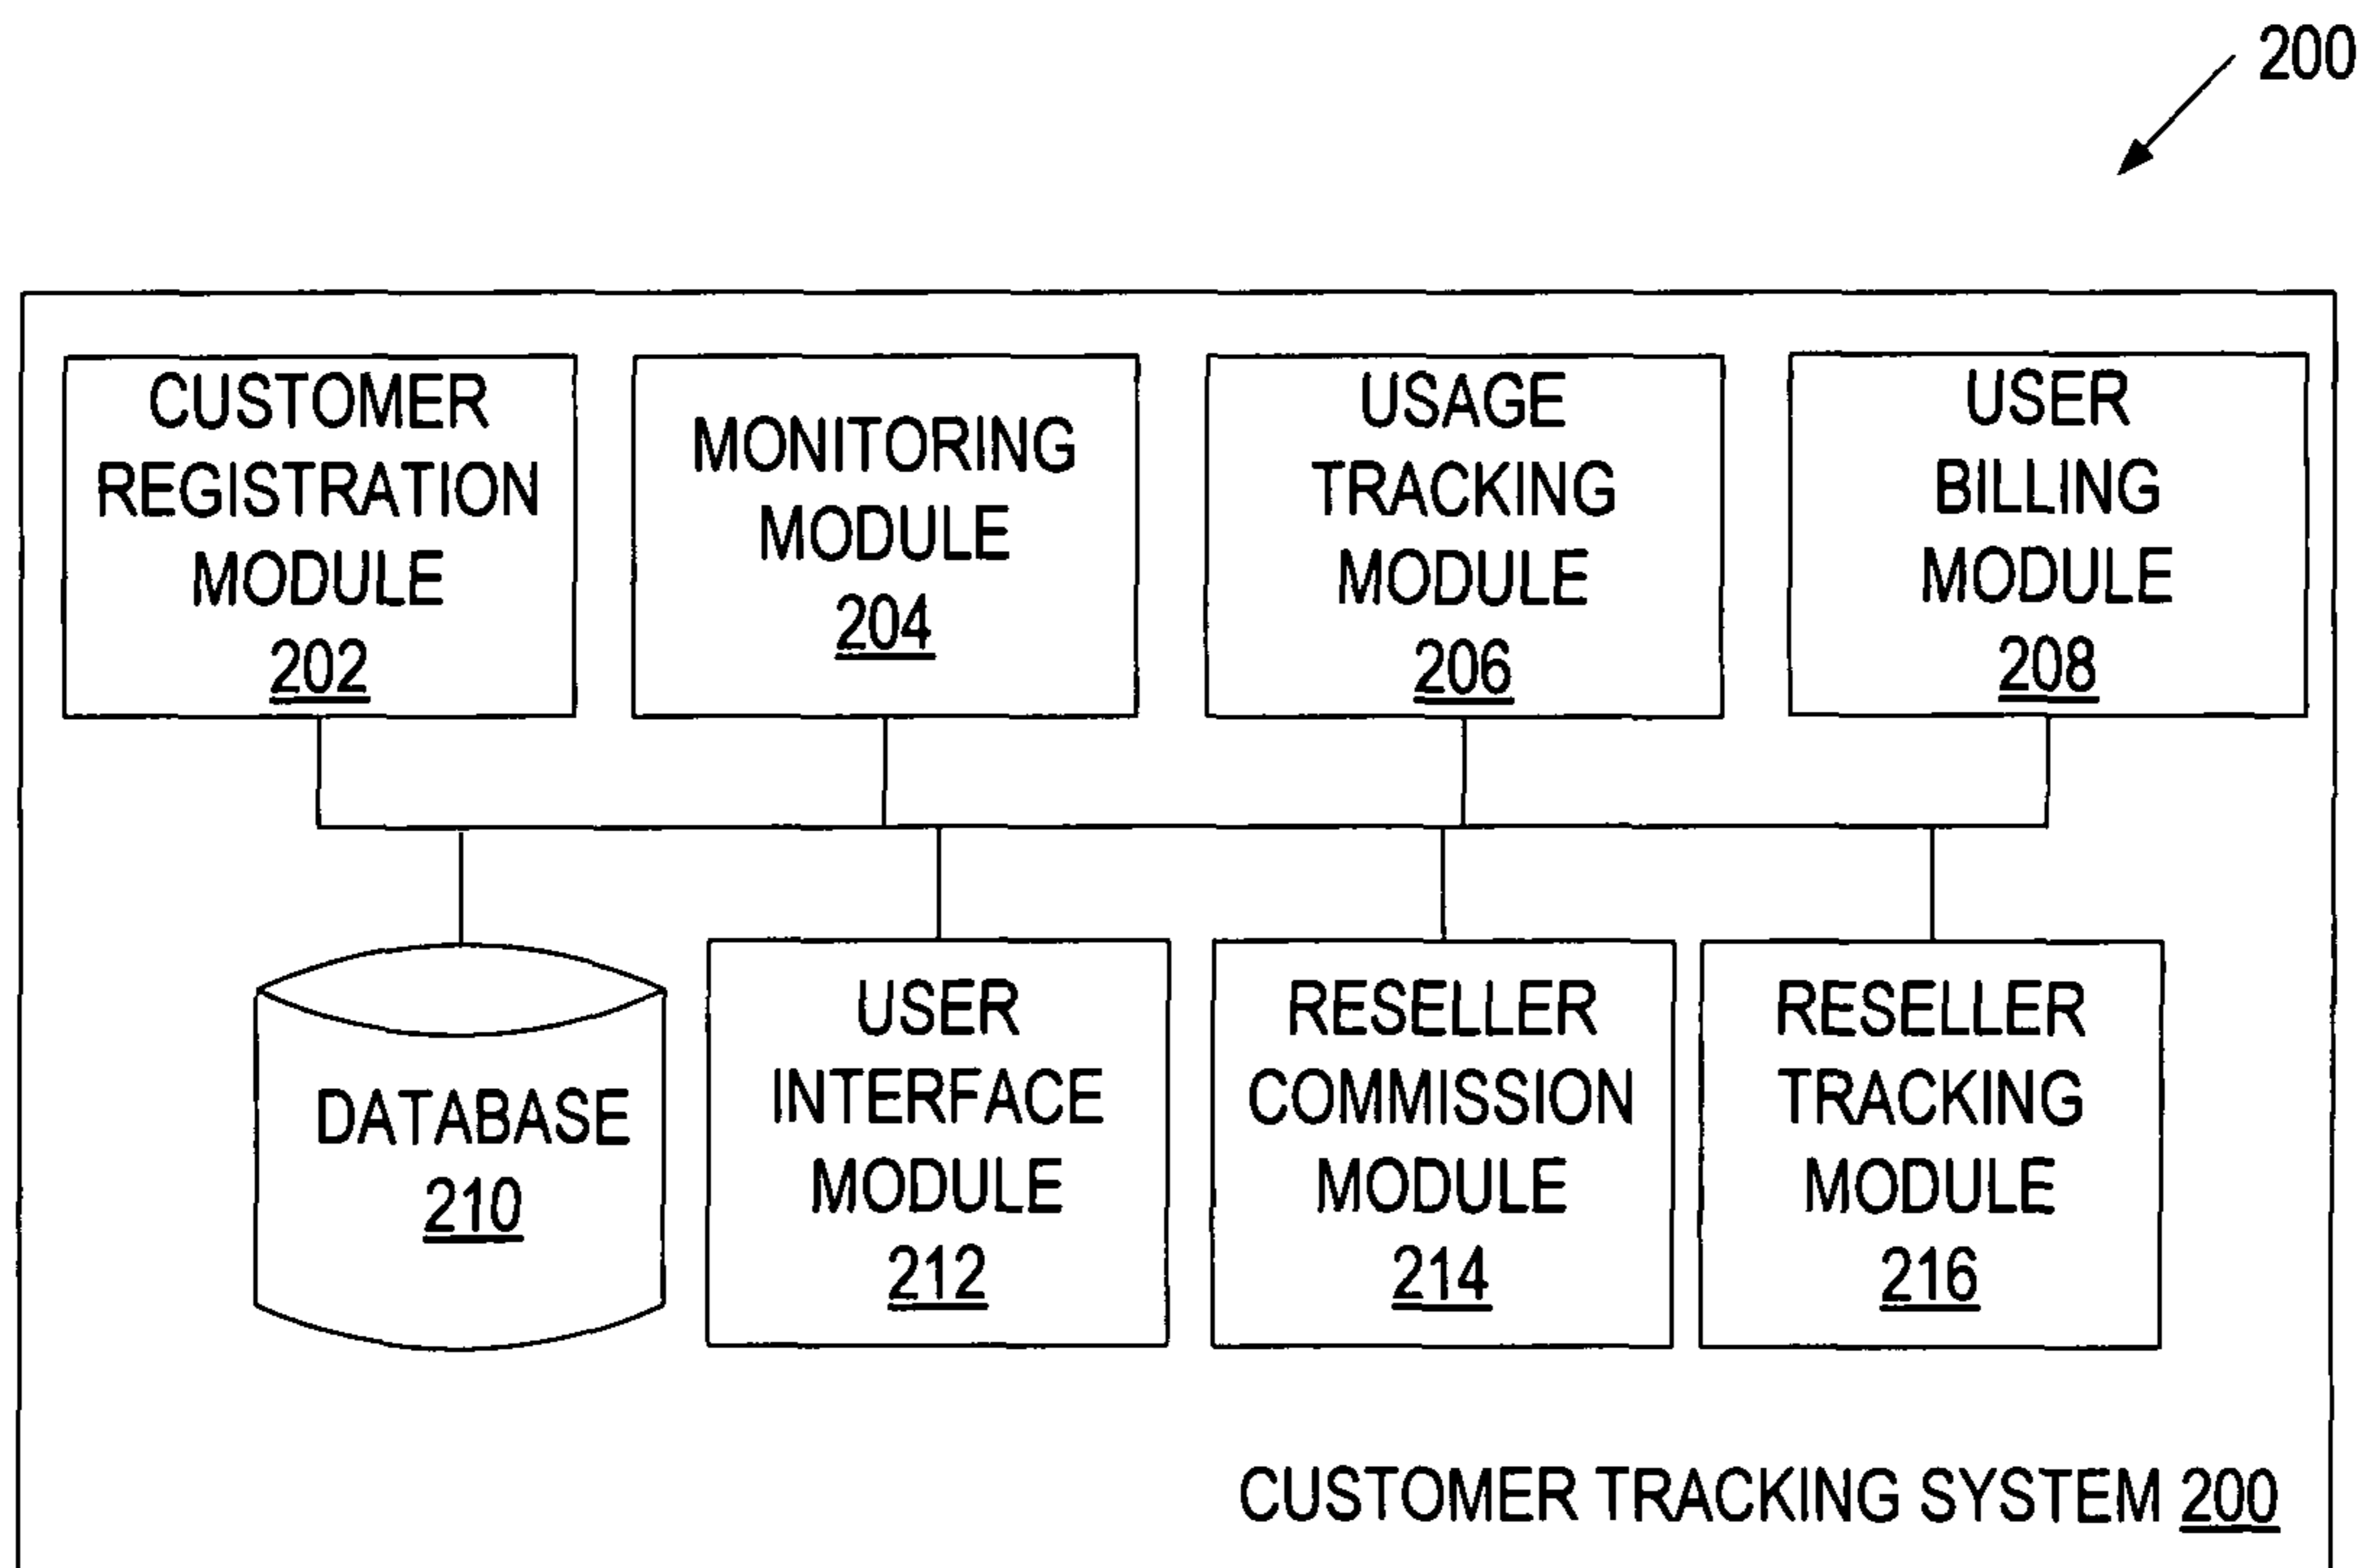 200
CUSTOMER
REGISTRATION
MODULE
202
MONITORING
MODULE
204
USAGE
TRACKING
MODULE
206
USER
BILLING
MODULE
208
DATABASE
210
USER
INTERFACE
MODULE
212
RESELLER
COMMISSION
MODULE
214
RESELLER
TRACKING
MODULE
216
CUSTOMER TRACKING SYSTEM 200